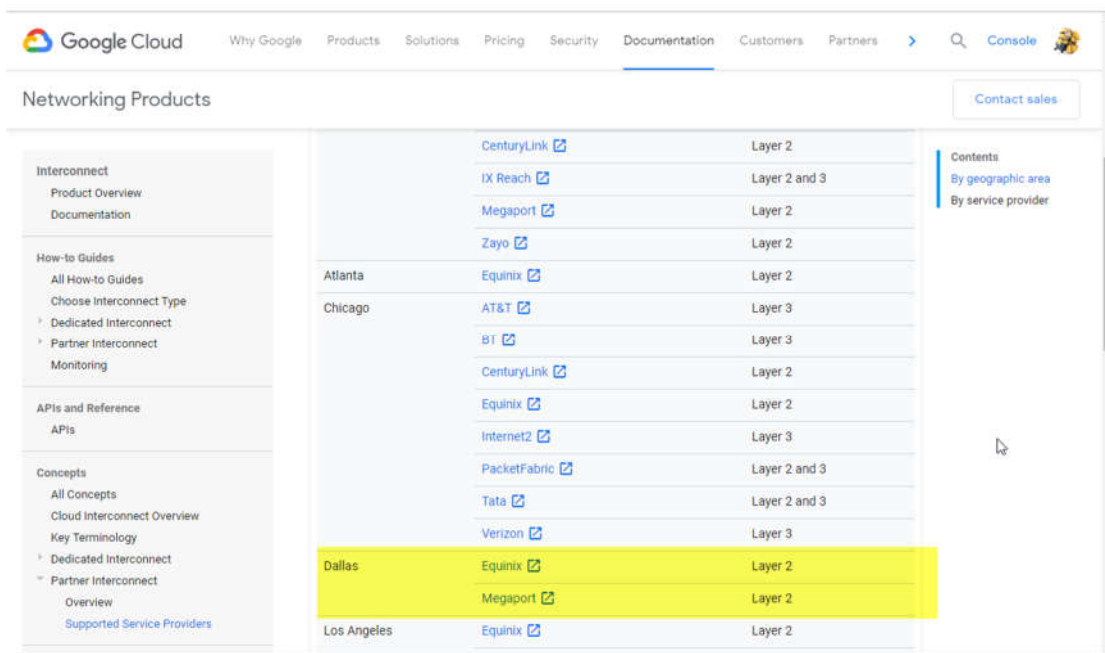 Google Cloud Why Google Products Solutions Pricing Security Documentation Customers Partners Console
Networking Products Contact sales
Interconnect
Product Overview
Documentation
How-to Guides
All How-to Guides
Choose Interconnect Type
Dedicated Interconnect
Partner Interconnect
Monitoring
APIs and Reference
APIs
Concepts
All Concepts
Cloud Interconnect Overview
Key Terminology
Dedicated Interconnect
Partner Interconnect
Overview
Supported Service Providers
CenturyLink Layer 2
IX Reach Layer 2 and 3
Megaport Layer 2
Zayo Layer 2
Atlanta Equinix Layer 2
Chicago AT&T Layer 3
BT Layer 3
CenturyLink Layer 2
Equinix Layer 2
Internet2 Layer 3
PacketFabric Layer 2 and 3
Tata Layer 2 and 3
Verizon Layer 3
Dallas Equinix Layer 2
Megaport Layer 2
Los Angeles Equinix Layer 2
Contents
By geographic area
By service provider